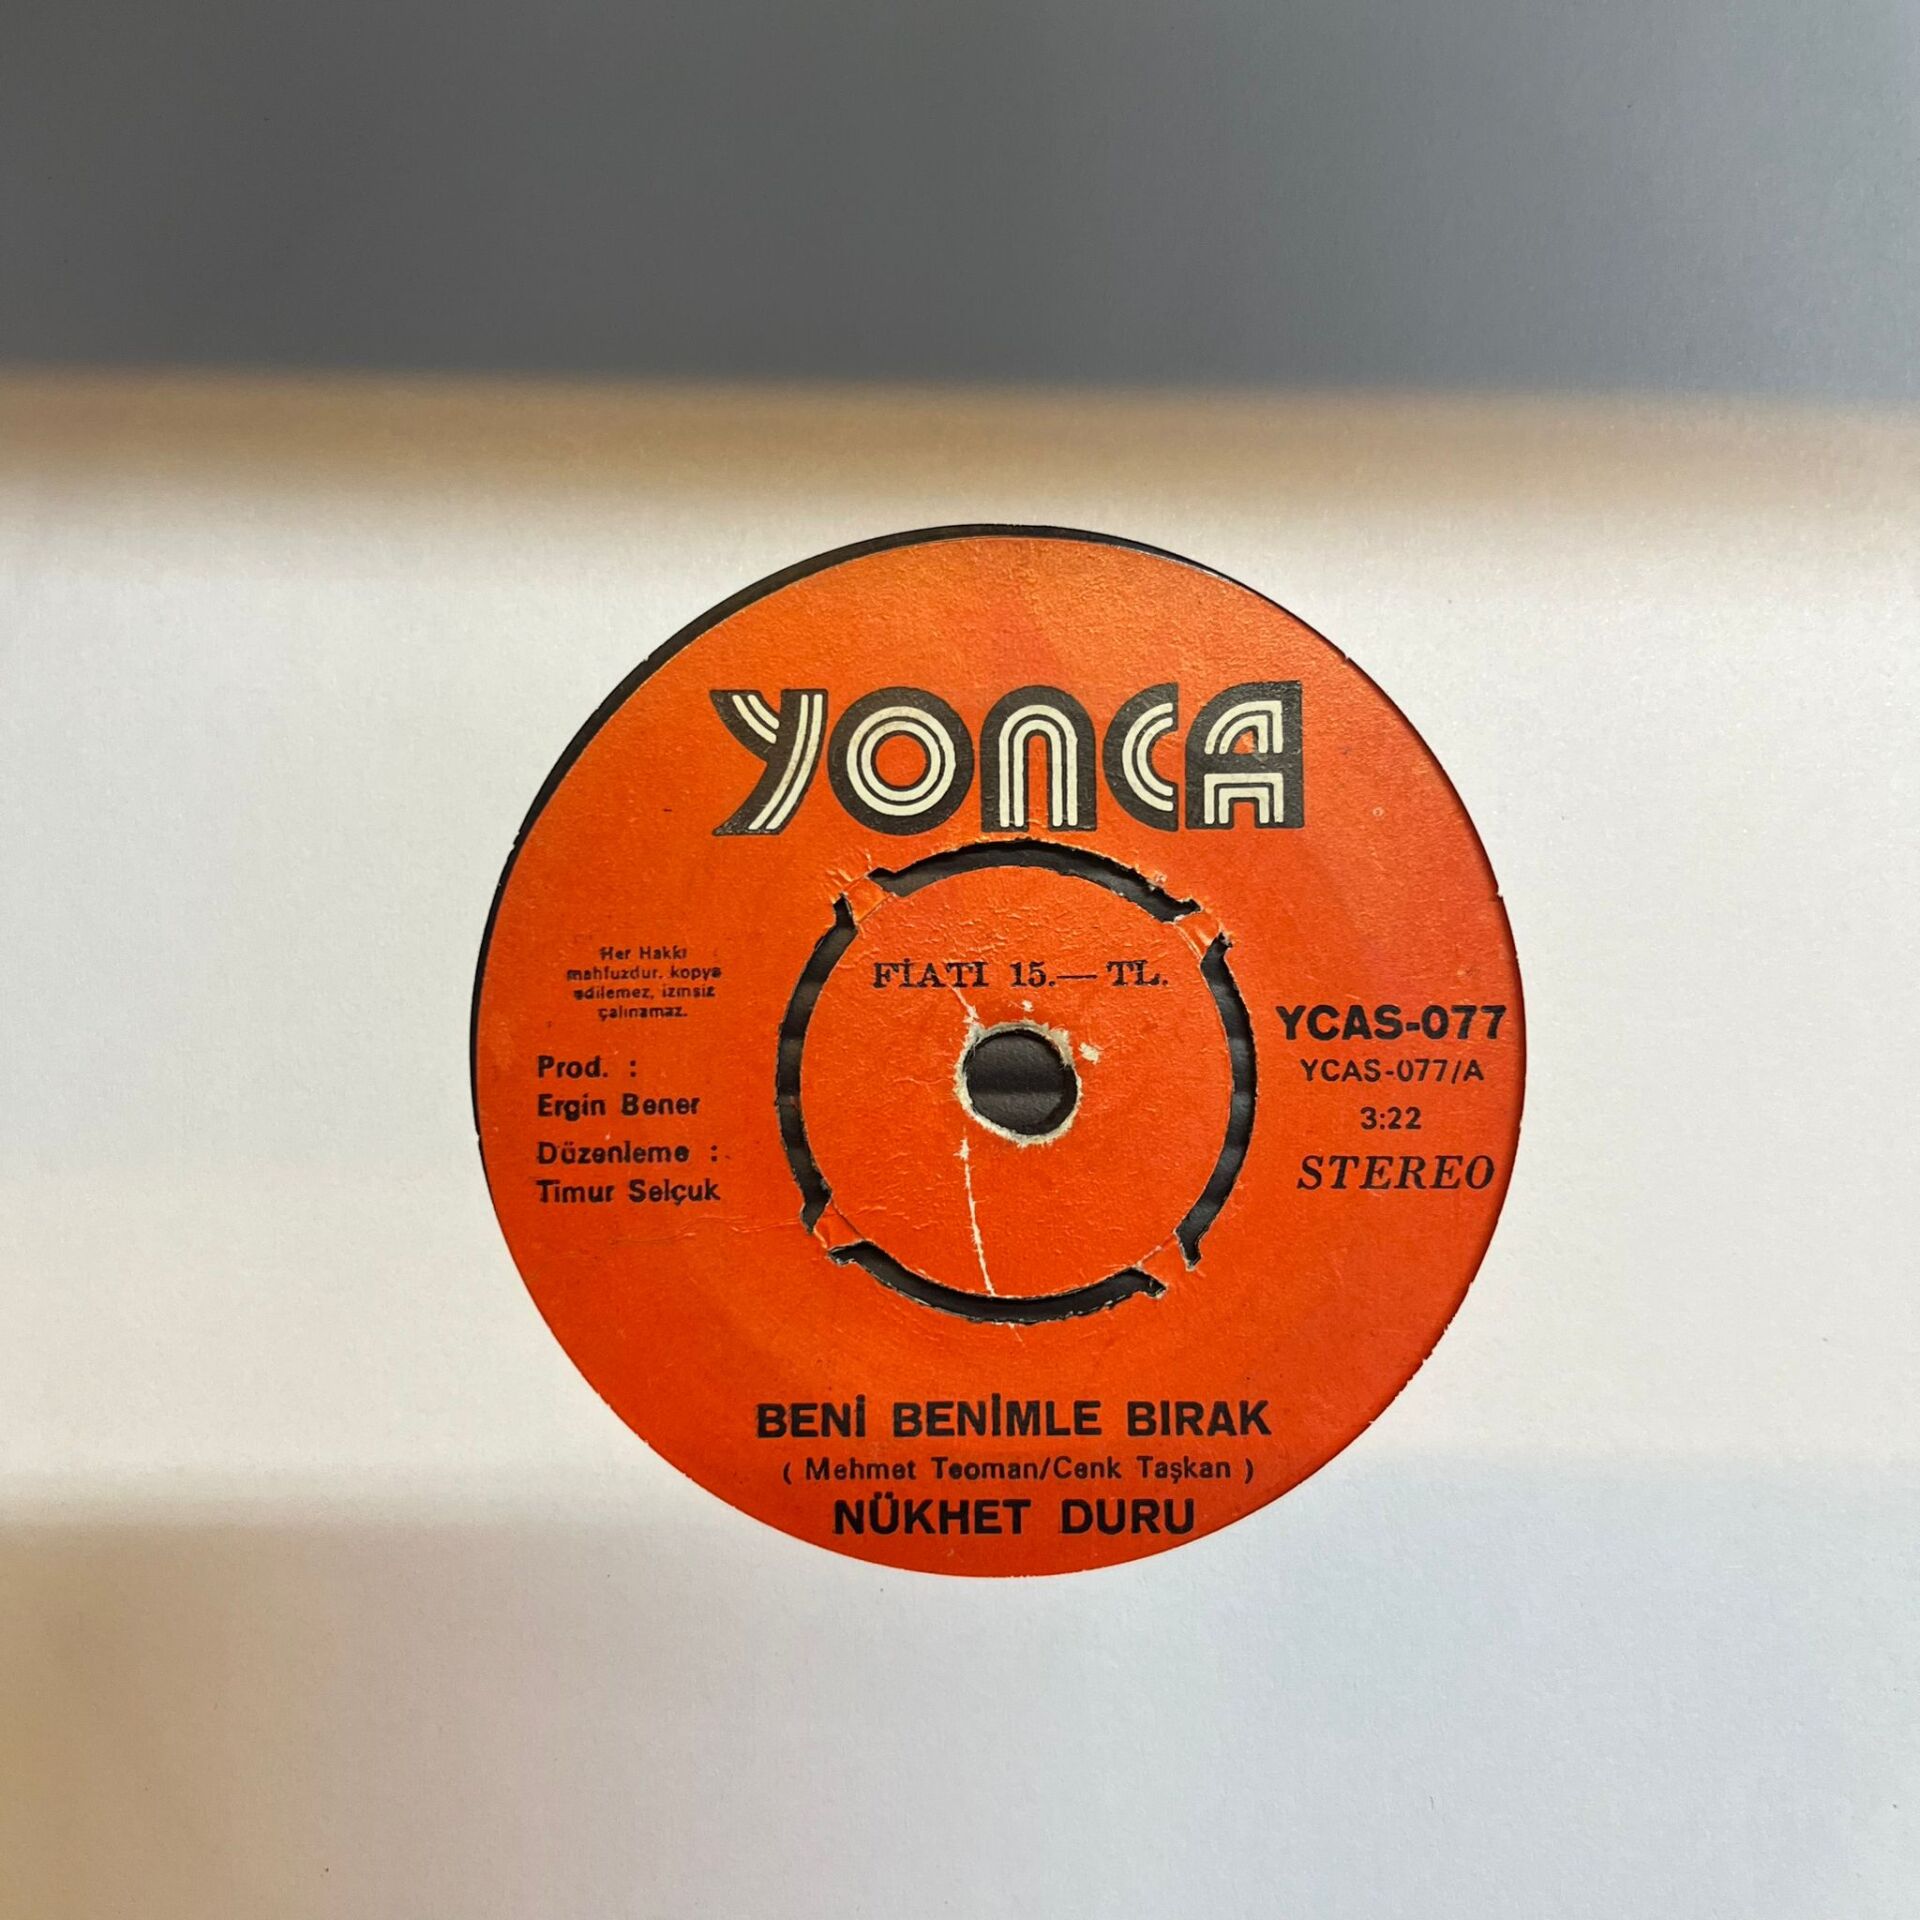 YONCA
Her Hakkı
mahfuzdur, kopya
edilemez, izinsiz
çalınamaz.
Prod. :
Ergin Bener
Düzenleme :
Timur Selçuk
FİATI 15.— TL.
YCAS-077
YCAS-077/A
3:22
STEREO
BENİ BENİMLE BIRAK
( Mehmet Teoman/Cenk Taşkan )
NÜKHET DURU